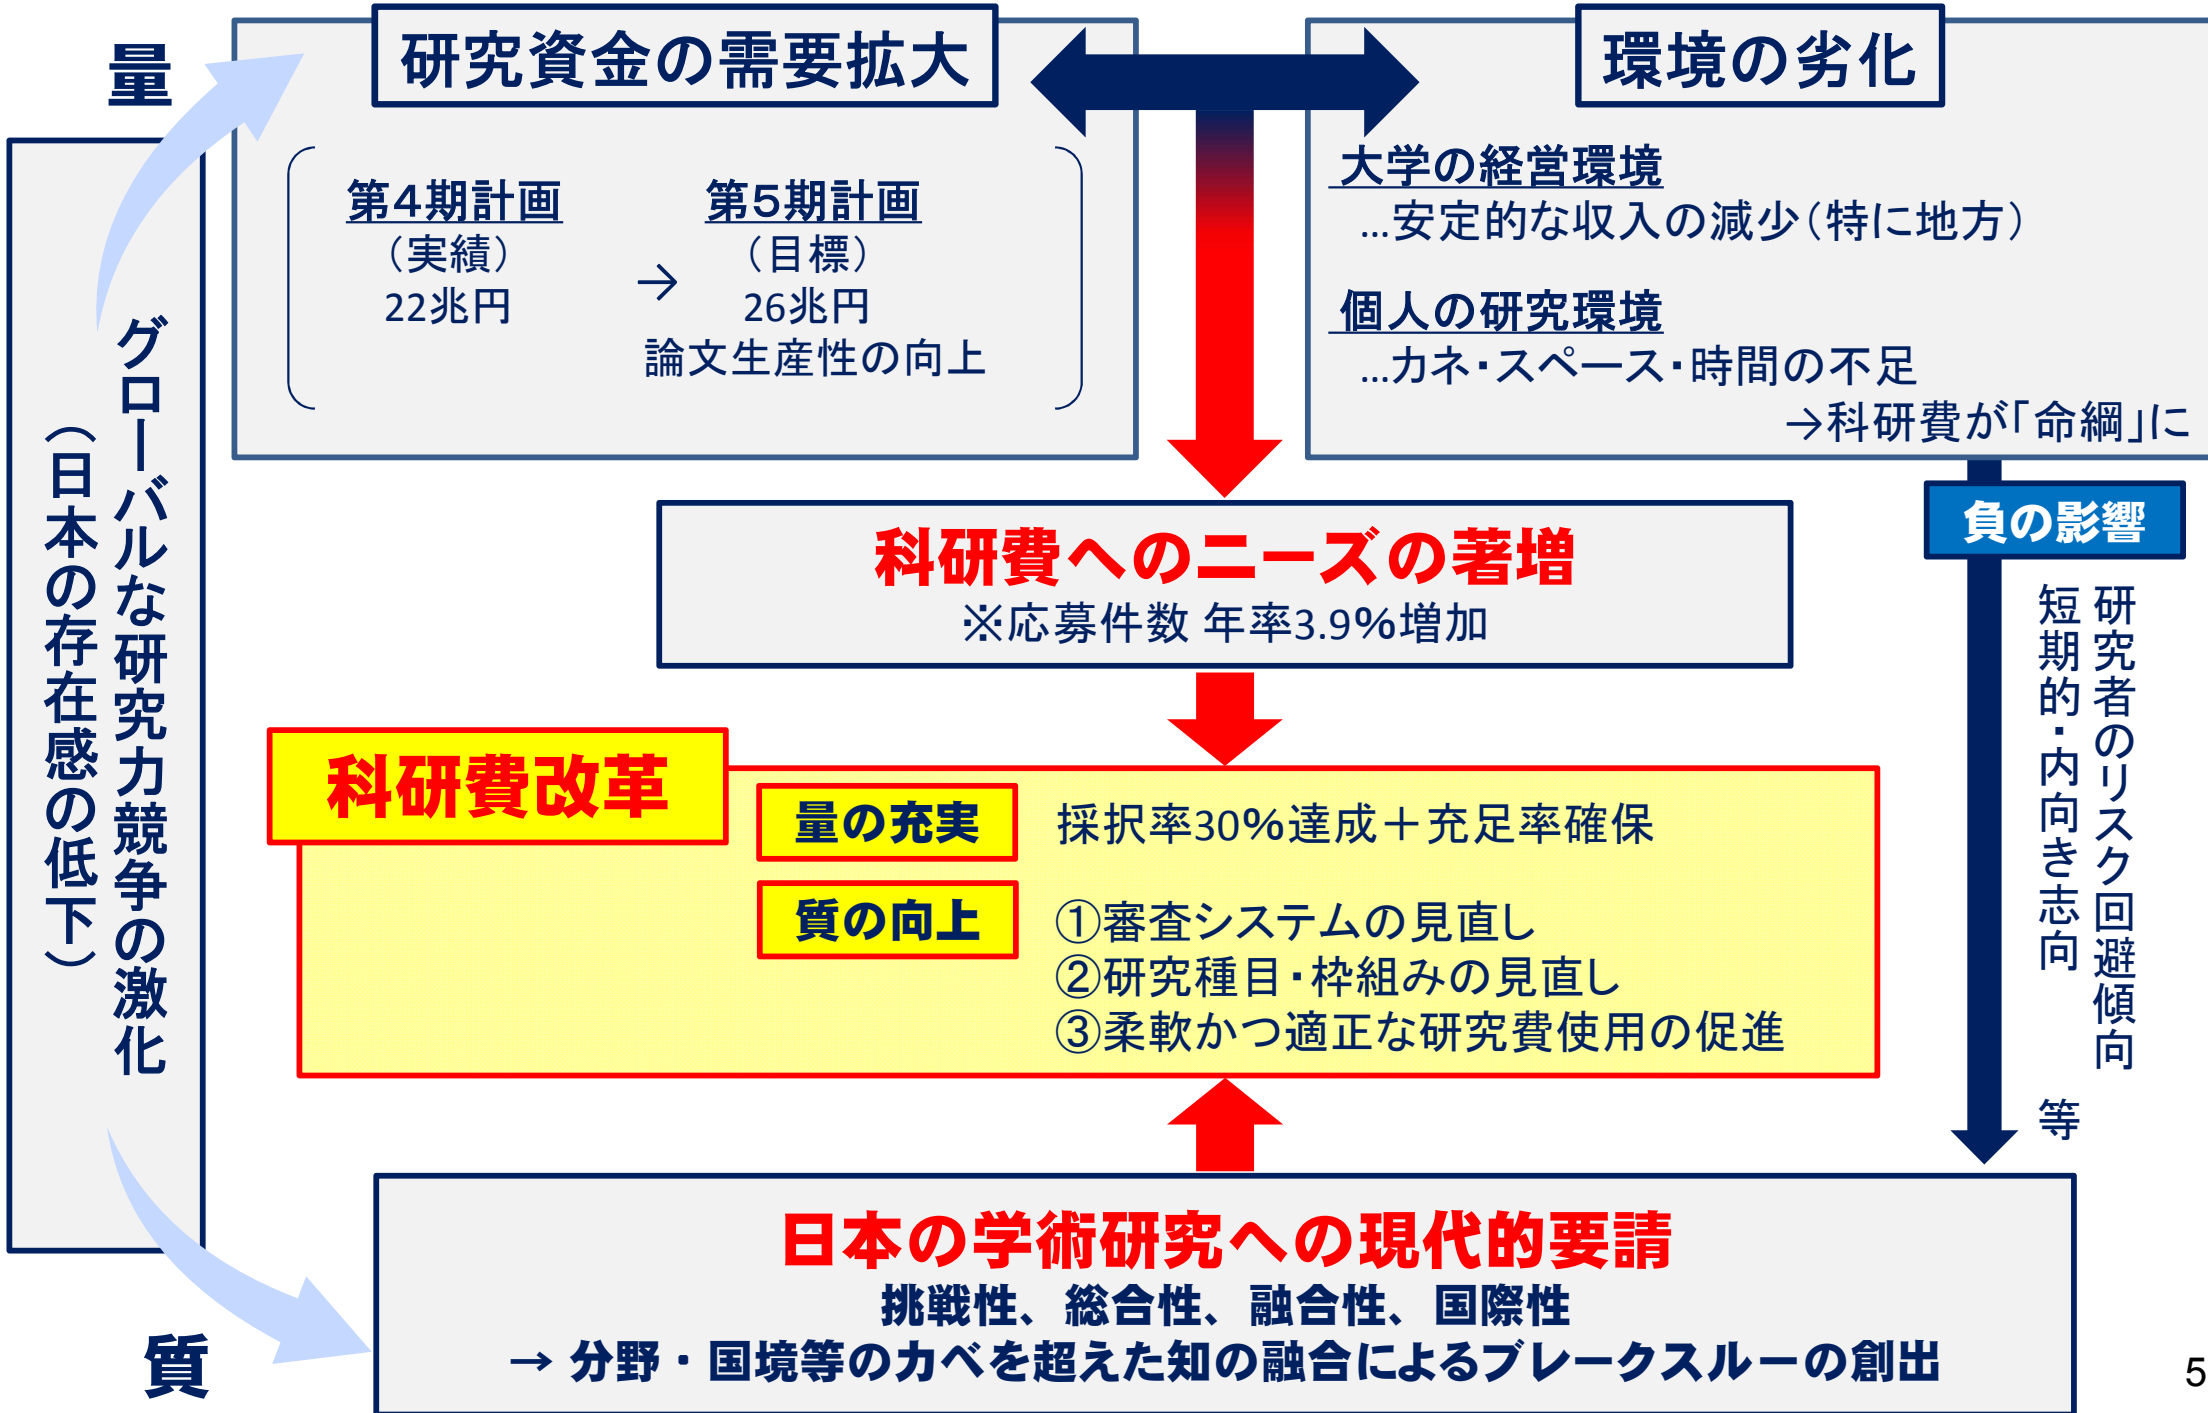 量
研究資金の需要拡大
第4期計画
（実績）
22兆円
→
第5期計画
（目標）
26兆円
論文生産性の向上
環境の劣化
大学の経営環境
…安定的な収入の減少（特に地方）
個人の研究環境
…カネ・スペース・時間の不足
→科研費が「命綱」に
グローバルな研究力競争の激化
（日本の存在感の低下）
科研費へのニーズの著増
※応募件数 年率3.9%増加
負の影響
研究者のリスク回避傾向
短期的・内向き志向　等
科研費改革
量の充実
採択率30%達成＋充足率確保
質の向上
①審査システムの見直し
②研究種目・枠組みの見直し
③柔軟かつ適正な研究費使用の促進
日本の学術研究への現代的要請
挑戦性、総合性、融合性、国際性
→ 分野・国境等のカベを超えた知の融合によるブレークスルーの創出
質
5